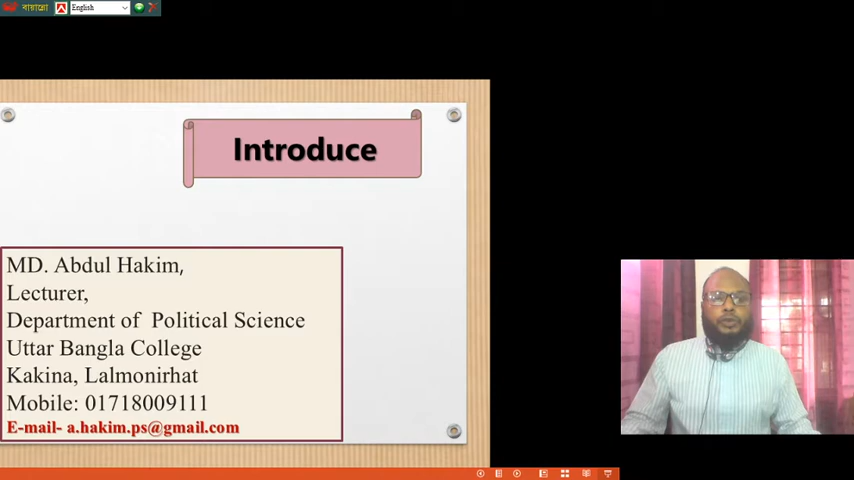 বায়ান্নো English
Introduce
MD. Abdul Hakim,
Lecturer,
Department of Political Science
Uttar Bangla College
Kakina, Lalmonirhat
Mobile: 01718009111
E-mail- a.hakim.ps@gmail.com